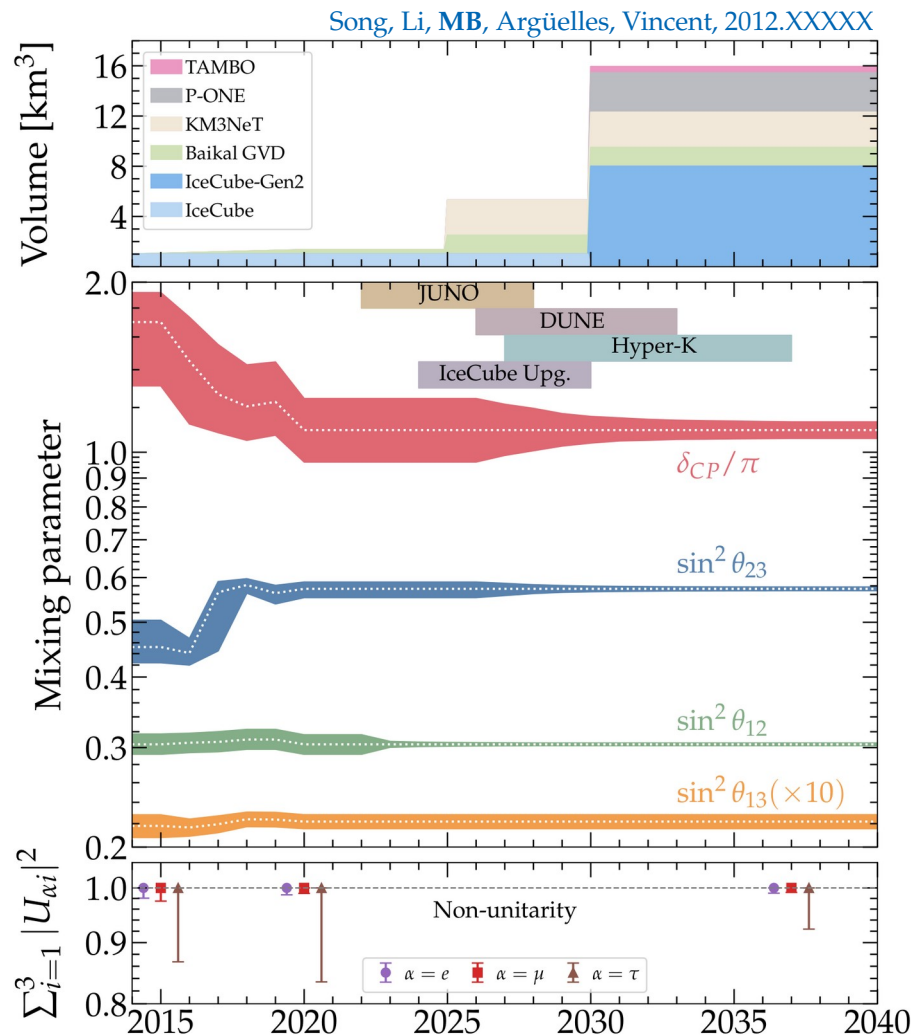 Song, Li, MB, Argüelles, Vincent, 2012.XXXXX
Volume [km³]
16
12
8
4
TAMBO
P-ONE
KM3NeT
Baikal GVD
IceCube-Gen2
IceCube
Mixing parameter
2.0
1.0
0.9
0.8
0.7
0.6
0.5
0.4
0.3
0.2
JUNO
DUNE
Hyper-K
IceCube Upg.
δ_CP/π
sin² θ₂₃
sin² θ₁₂
sin² θ₁₃(×10)
Σ³ᵢ₌₁ |U_αi|²
1.0
0.9
0.8
Non-unitarity
α = e
α = μ
α = τ
2015 2020 2025 2030 2035 2040